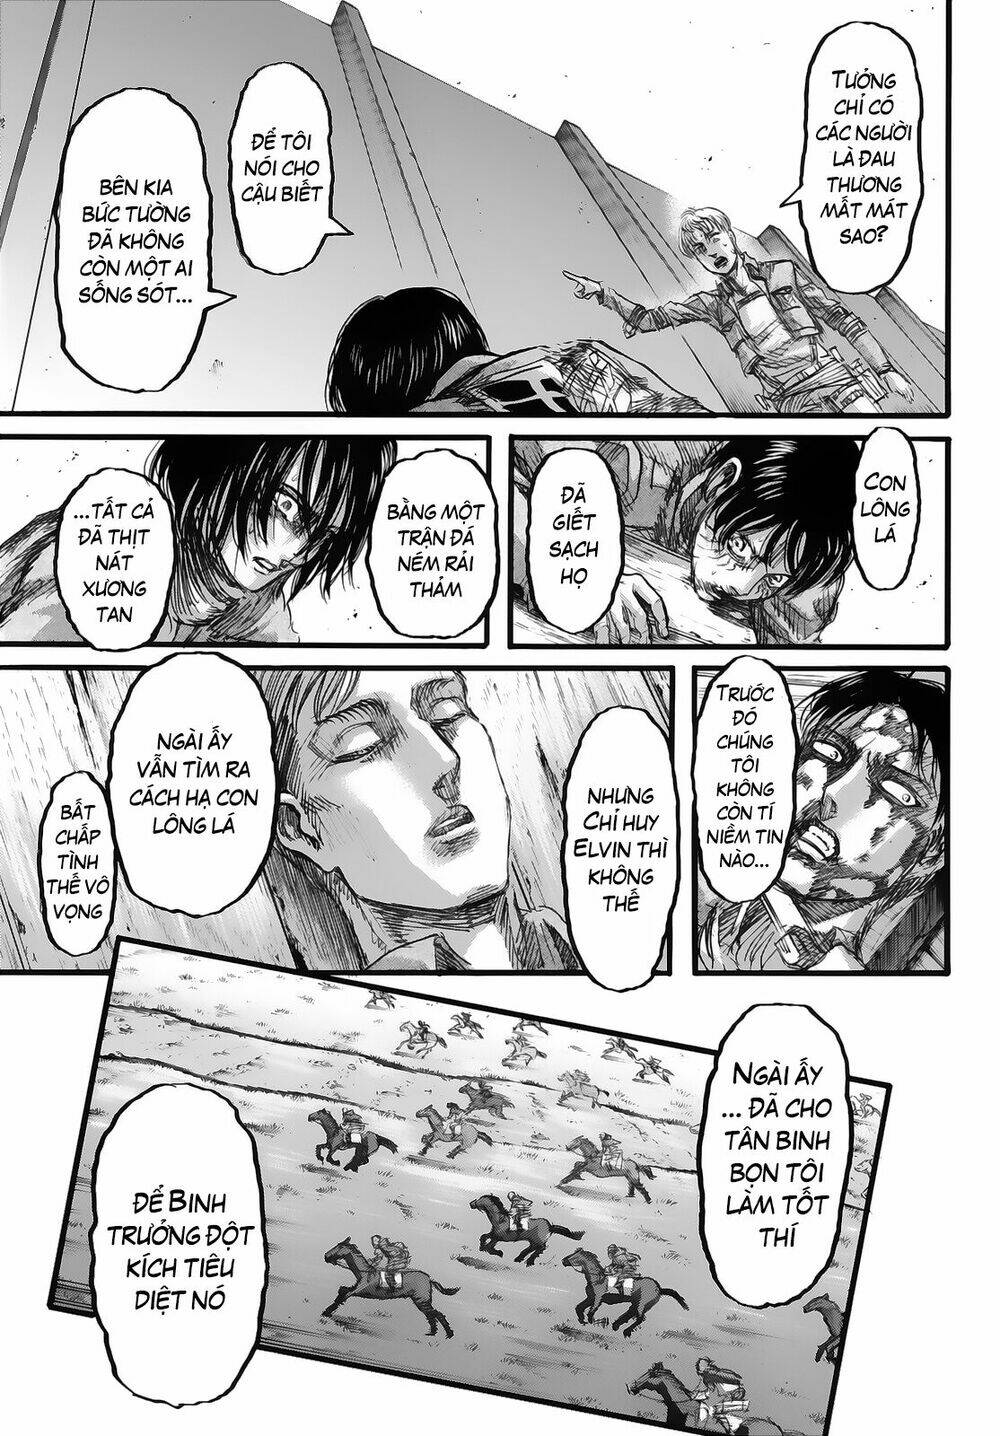 TƯỞNG
CHỈ CÓ
CÁC NGƯỜI
LÀ ĐAU
THƯƠNG
MẤT MÁT
SAO?
ĐỂ TÔI
NÓI CHO
CẬU BIẾT
BÊN KIA
BỨC TƯỜNG
ĐÃ KHÔNG
CÒN MỘT AI
SỐNG SÓT...
CON
LÔNG
LÁ
ĐÃ
GIẾT
SẠCH
HỌ
BẰNG MỘT
TRẬN ĐÁ
NÉM RẢI
THẢM
...TẤT CẢ
ĐÃ THỊT
NÁT
XƯƠNG
TAN
TRƯỚC
ĐÓ
CHÚNG
TÔI
KHÔNG
CÒN TÍ
NIỀM TIN
NÀO...
NHƯNG
CHỈ HUY
ELVIN THÌ
KHÔNG
THẾ
NGÀI ẤY
VẪN TÌM RA
CÁCH HẠ CON
LÔNG LÁ
BẤT
CHẤP
TÌNH
THẾ VÔ
VỌNG
NGÀI ẤY
... ĐÃ CHO
TÂN BINH
BỌN TÔI
LÀM TỐT
THÍ
ĐỂ BINH
TRƯỞNG ĐỘT
KÍCH TIÊU
DIỆT NÓ